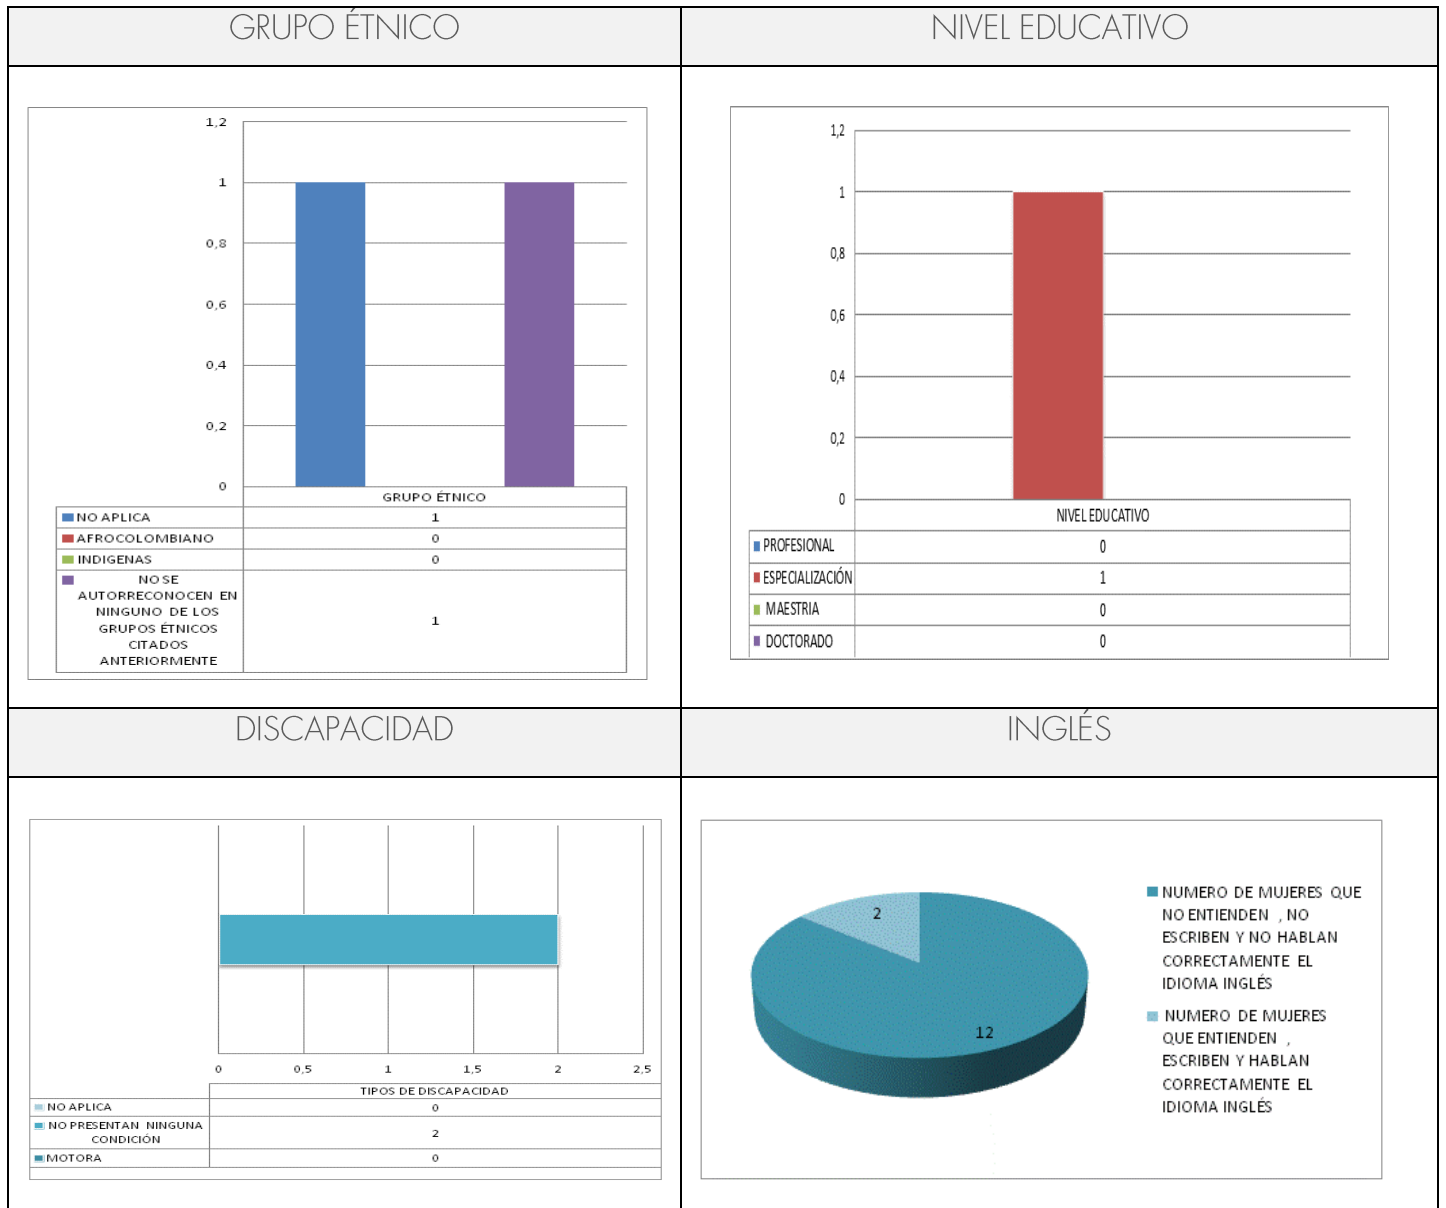 GRUPO ÉTNICO
NIVEL EDUCATIVO
1,2
1
0,8
0,6
0,4
0,2
0
GRUPO ÉTNICO
NO APLICA 1
AFROCOLOMBIANO 0
INDIGENAS 0
NO SE
AUTORRECONOCEN EN
NINGUNO DE LOS
GRUPOS ÉTNICOS
CITADOS
ANTERIORMENTE
1
1,2
1
0,8
0,6
0,4
0,2
0
NIVEL EDUCATIVO
PROFESIONAL 0
ESPECIALIZACIÓN 1
MAESTRIA 0
DOCTORADO 0
DISCAPACIDAD
INGLÉS
0 0,5 1 1,5 2 2,5
TIPOS DE DISCAPACIDAD
NO APLICA 0
NO PRESENTAN NINGUNA
CONDICIÓN
2
MOTORA 0
2
12
NUMERO DE MUJERES QUE
NO ENTIENDEN , NO
ESCRIBEN Y NO HABLAN
CORRECTAMENTE EL
IDIOMA INGLÉS
NUMERO DE MUJERES
QUE ENTIENDEN ,
ESCRIBEN Y HABLAN
CORRECTAMENTE EL
IDIOMA INGLÉS